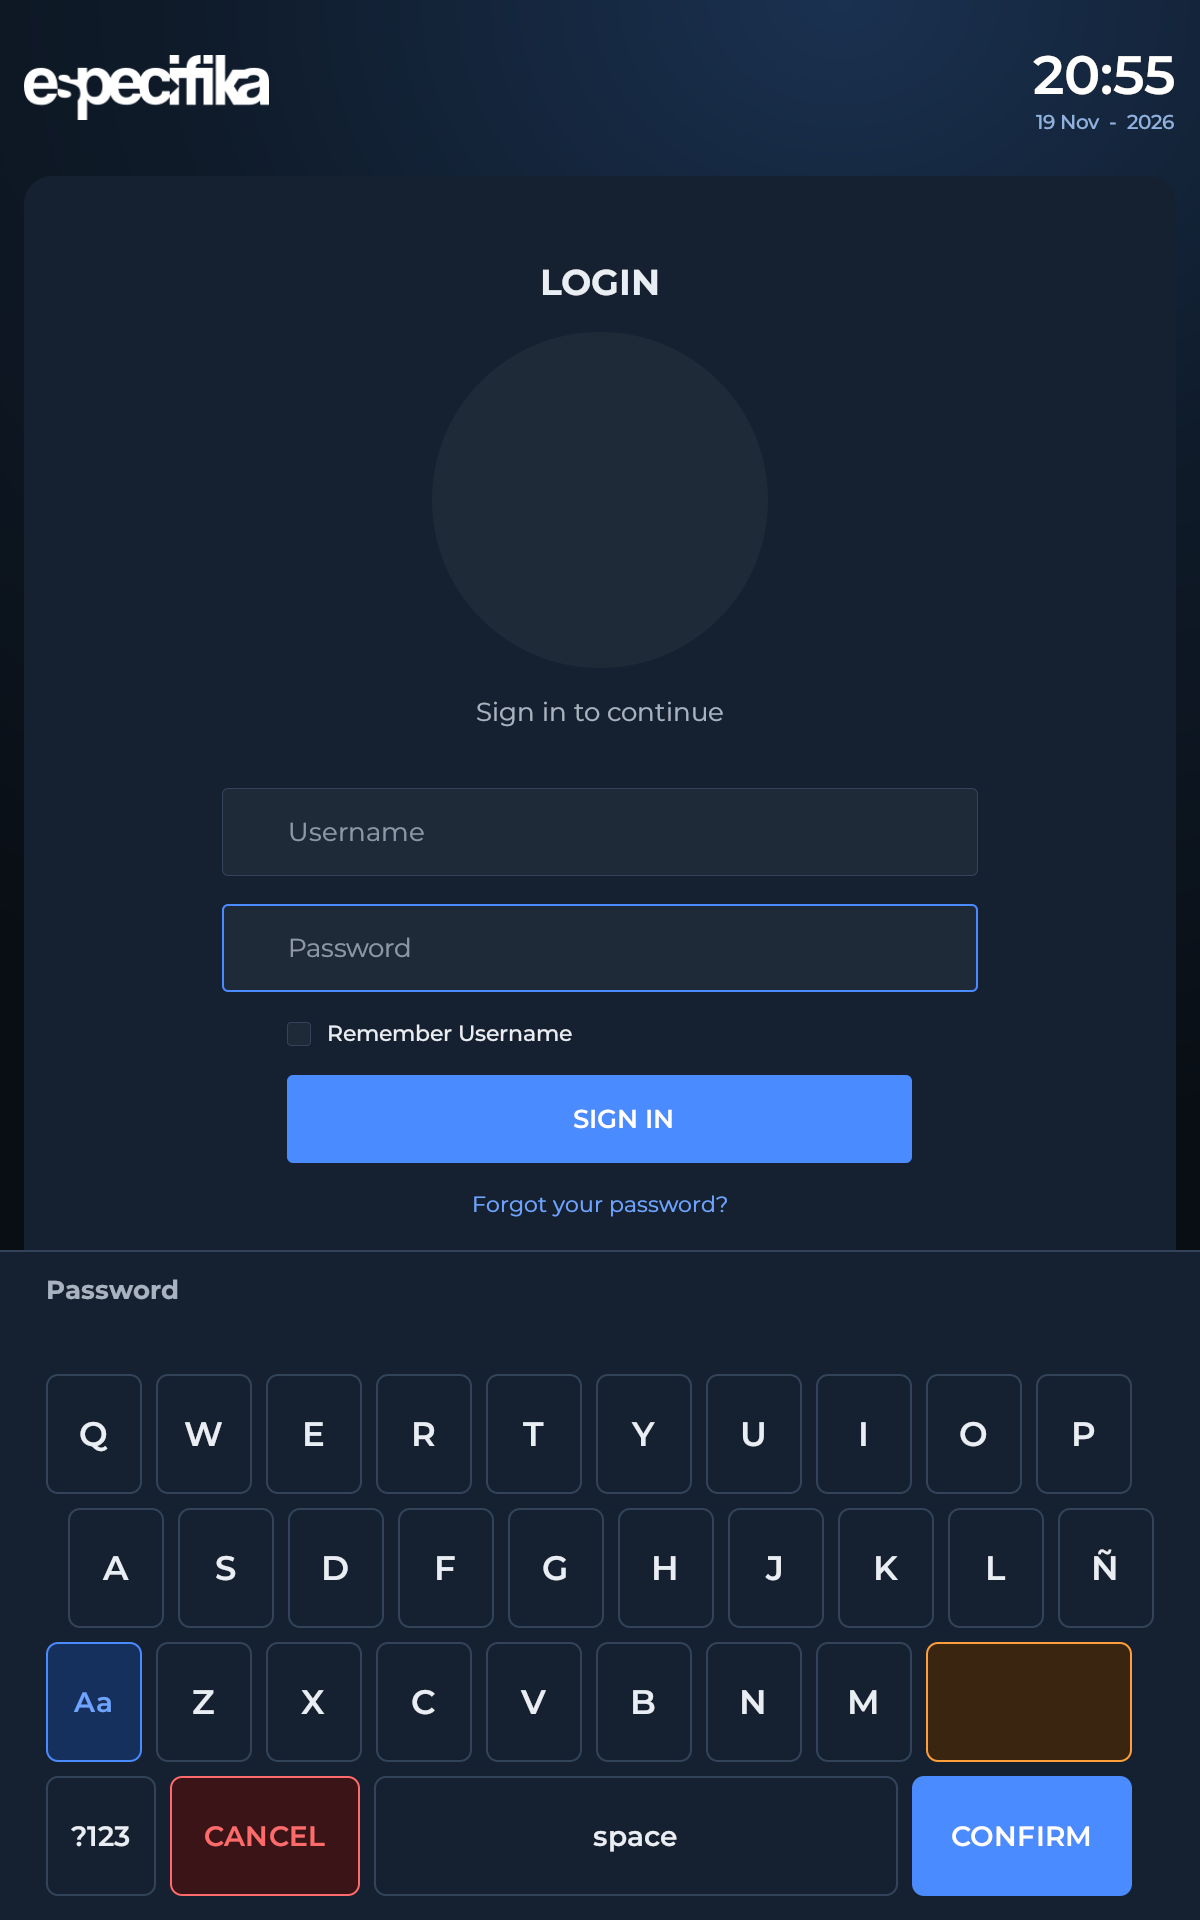 especifika
20:55
19 Nov - 2026
LOGIN
Sign in to continue
Username
Password
Remember Username
SIGN IN
Forgot your password?
Password
Q W E R T Y U I O P
A S D F G H J K L Ñ
Aa Z X C V B N M
?123 CANCEL space CONFIRM